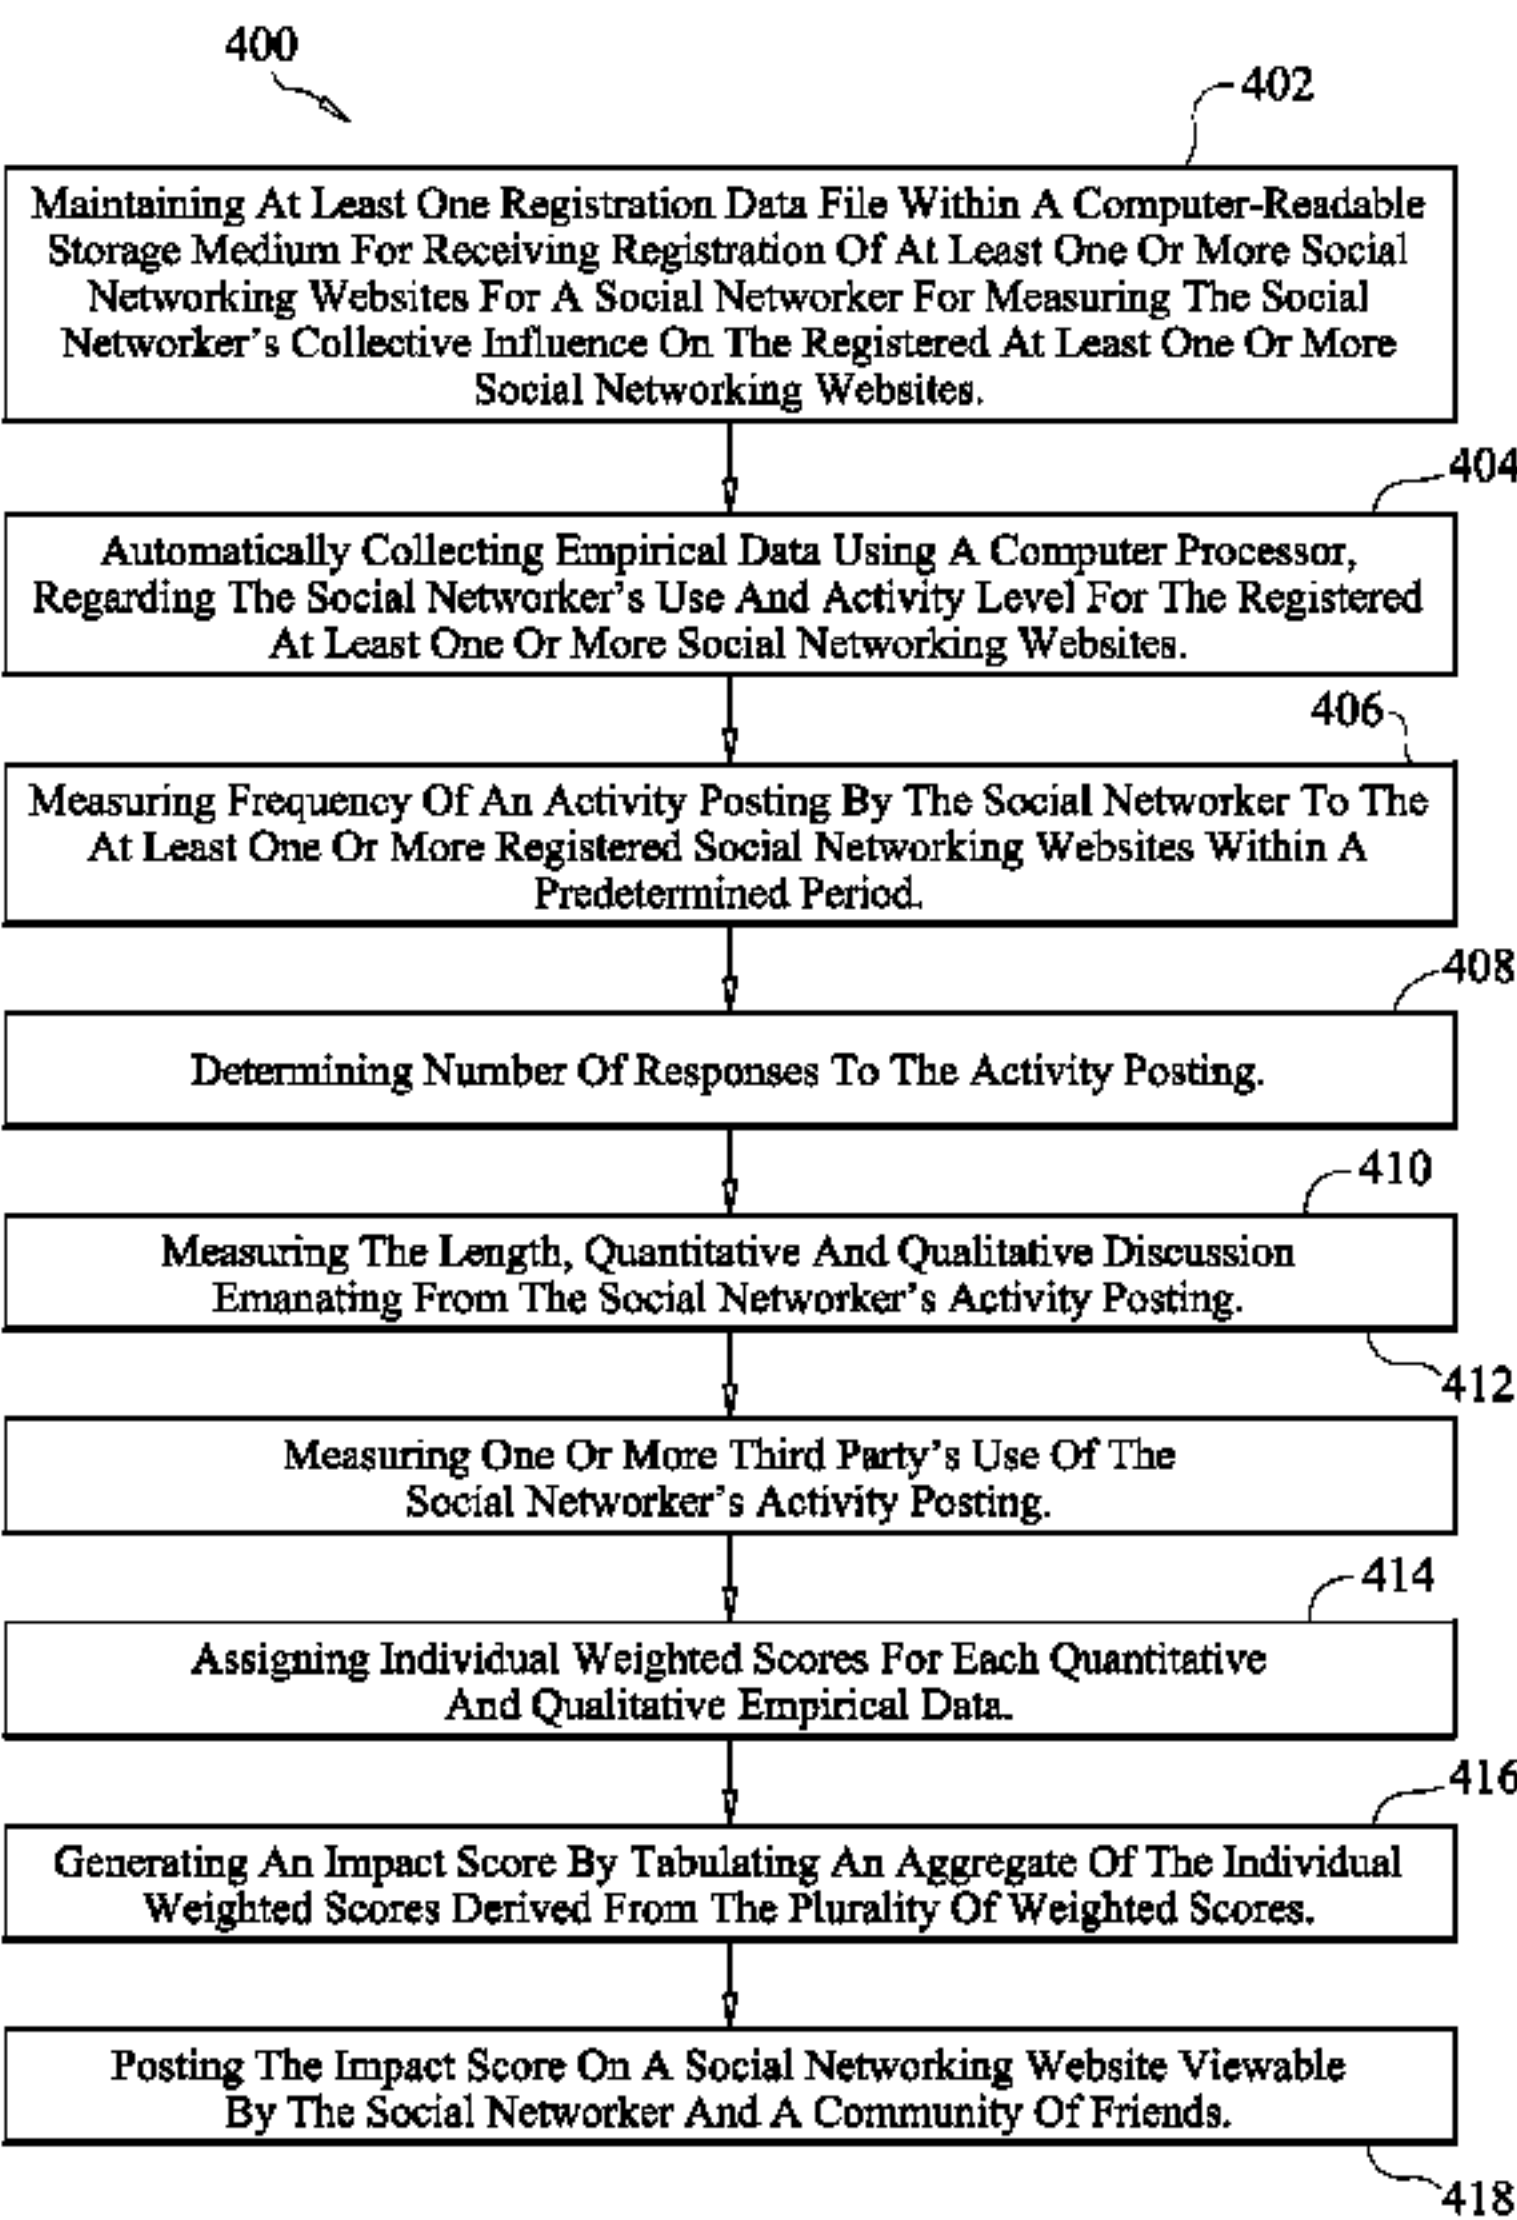 400
402
Maintaining At Least One Registration Data File Within A Computer-Readable
Storage Medium For Receiving Registration Of At Least One Or More Social
Networking Websites For A Social Networker For Measuring The Social
Networker's Collective Influence On The Registered At Least One Or More
Social Networking Websites.
404
Automatically Collecting Empirical Data Using A Computer Processor,
Regarding The Social Networker's Use And Activity Level For The Registered
At Least One Or More Social Networking Websites.
406
Measuring Frequency Of An Activity Posting By The Social Networker To The
At Least One Or More Registered Social Networking Websites Within A
Predetermined Period.
408
Determining Number Of Responses To The Activity Posting.
410
Measuring The Length, Quantitative And Qualitative Discussion
Emanating From The Social Networker's Activity Posting.
412
Measuring One Or More Third Party's Use Of The
Social Networker's Activity Posting.
414
Assigning Individual Weighted Scores For Each Quantitative
And Qualitative Empirical Data.
416
Generating An Impact Score By Tabulating An Aggregate Of The Individual
Weighted Scores Derived From The Plurality Of Weighted Scores.
Posting The Impact Score On A Social Networking Website Viewable
By The Social Networker And A Community Of Friends.
418